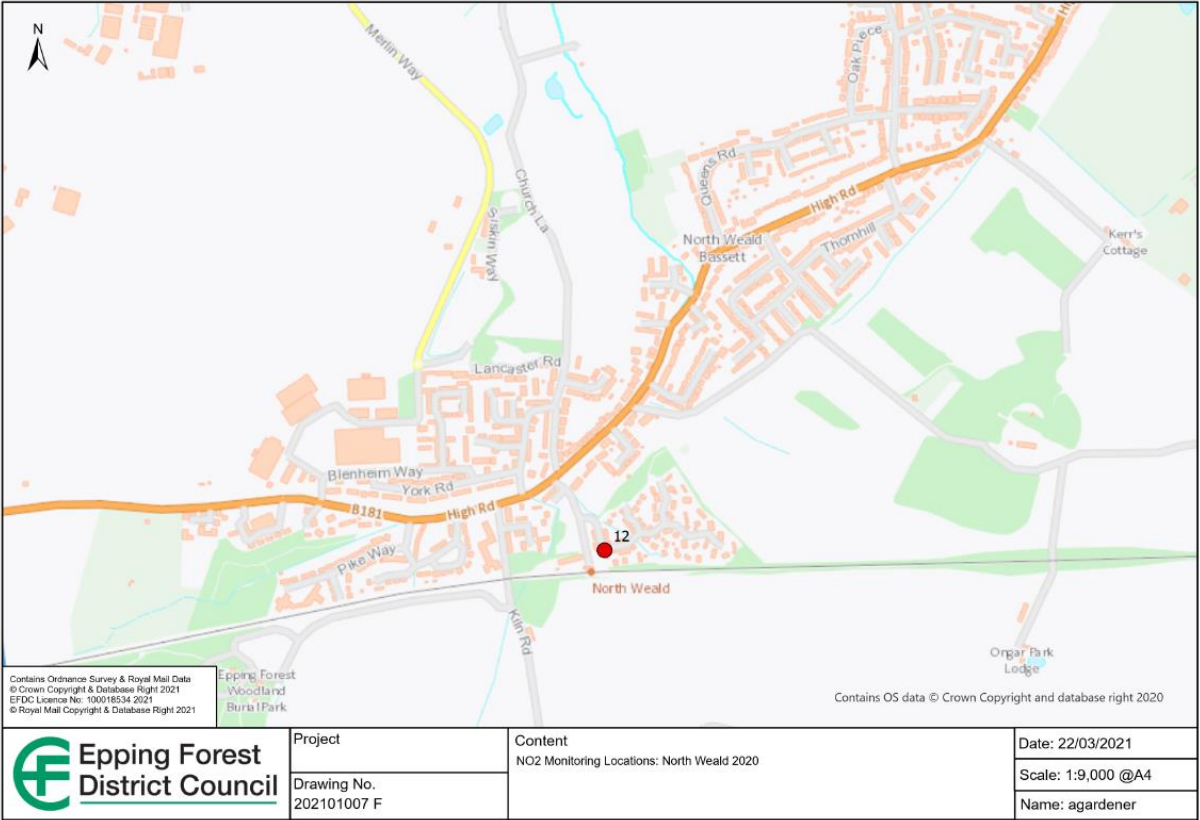 N
Merlin Way
Oak Piece
Hi
Church La
Queens Rd
High Rd
Siskin Way
North Weald
Bassett
Thornhill
Kerr's
Cottage
Lancaster Rd
Blenheim Way
York Rd
B181
High Rd
12
Pike Way
North Weald
Kiln Rd
Ongar Park
Lodge
Epping Forest
Woodland
Burial Park
Contains Ordnance Survey & Royal Mail Data
© Crown Copyright & Database Right 2021
EFDC Licence No: 100018534 2021
© Royal Mail Copyright & Database Right 2021
Contains OS data © Crown Copyright and database right 2020
Epping Forest
District Council
Project
Drawing No.
202101007 F
Content
NO2 Monitoring Locations: North Weald 2020
Date: 22/03/2021
Scale: 1:9,000 @A4
Name: agardener